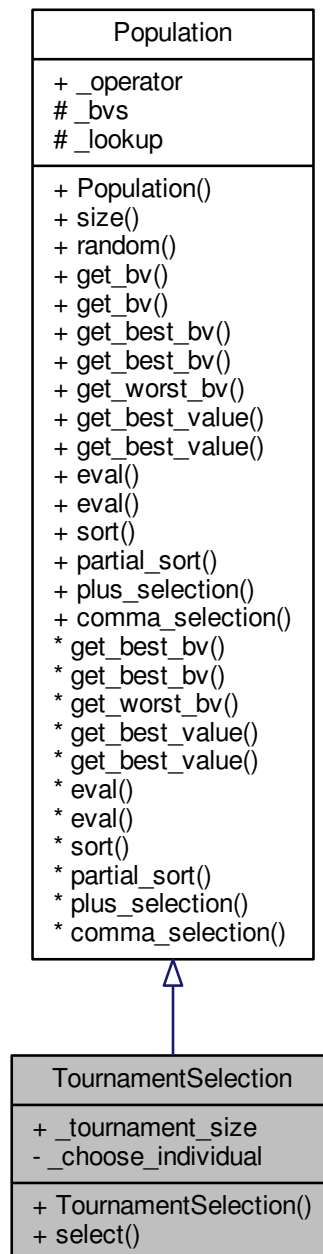 Population
+ _operator
# _bvs
# _lookup
+ Population()
+ size()
+ random()
+ get_bv()
+ get_bv()
+ get_best_bv()
+ get_best_bv()
+ get_worst_bv()
+ get_best_value()
+ get_best_value()
+ eval()
+ eval()
+ sort()
+ partial_sort()
+ plus_selection()
+ comma_selection()
* get_best_bv()
* get_best_bv()
* get_worst_bv()
* get_best_value()
* get_best_value()
* eval()
* eval()
* sort()
* partial_sort()
* plus_selection()
* comma_selection()
TournamentSelection
+ _tournament_size
- _choose_individual
+ TournamentSelection()
+ select()